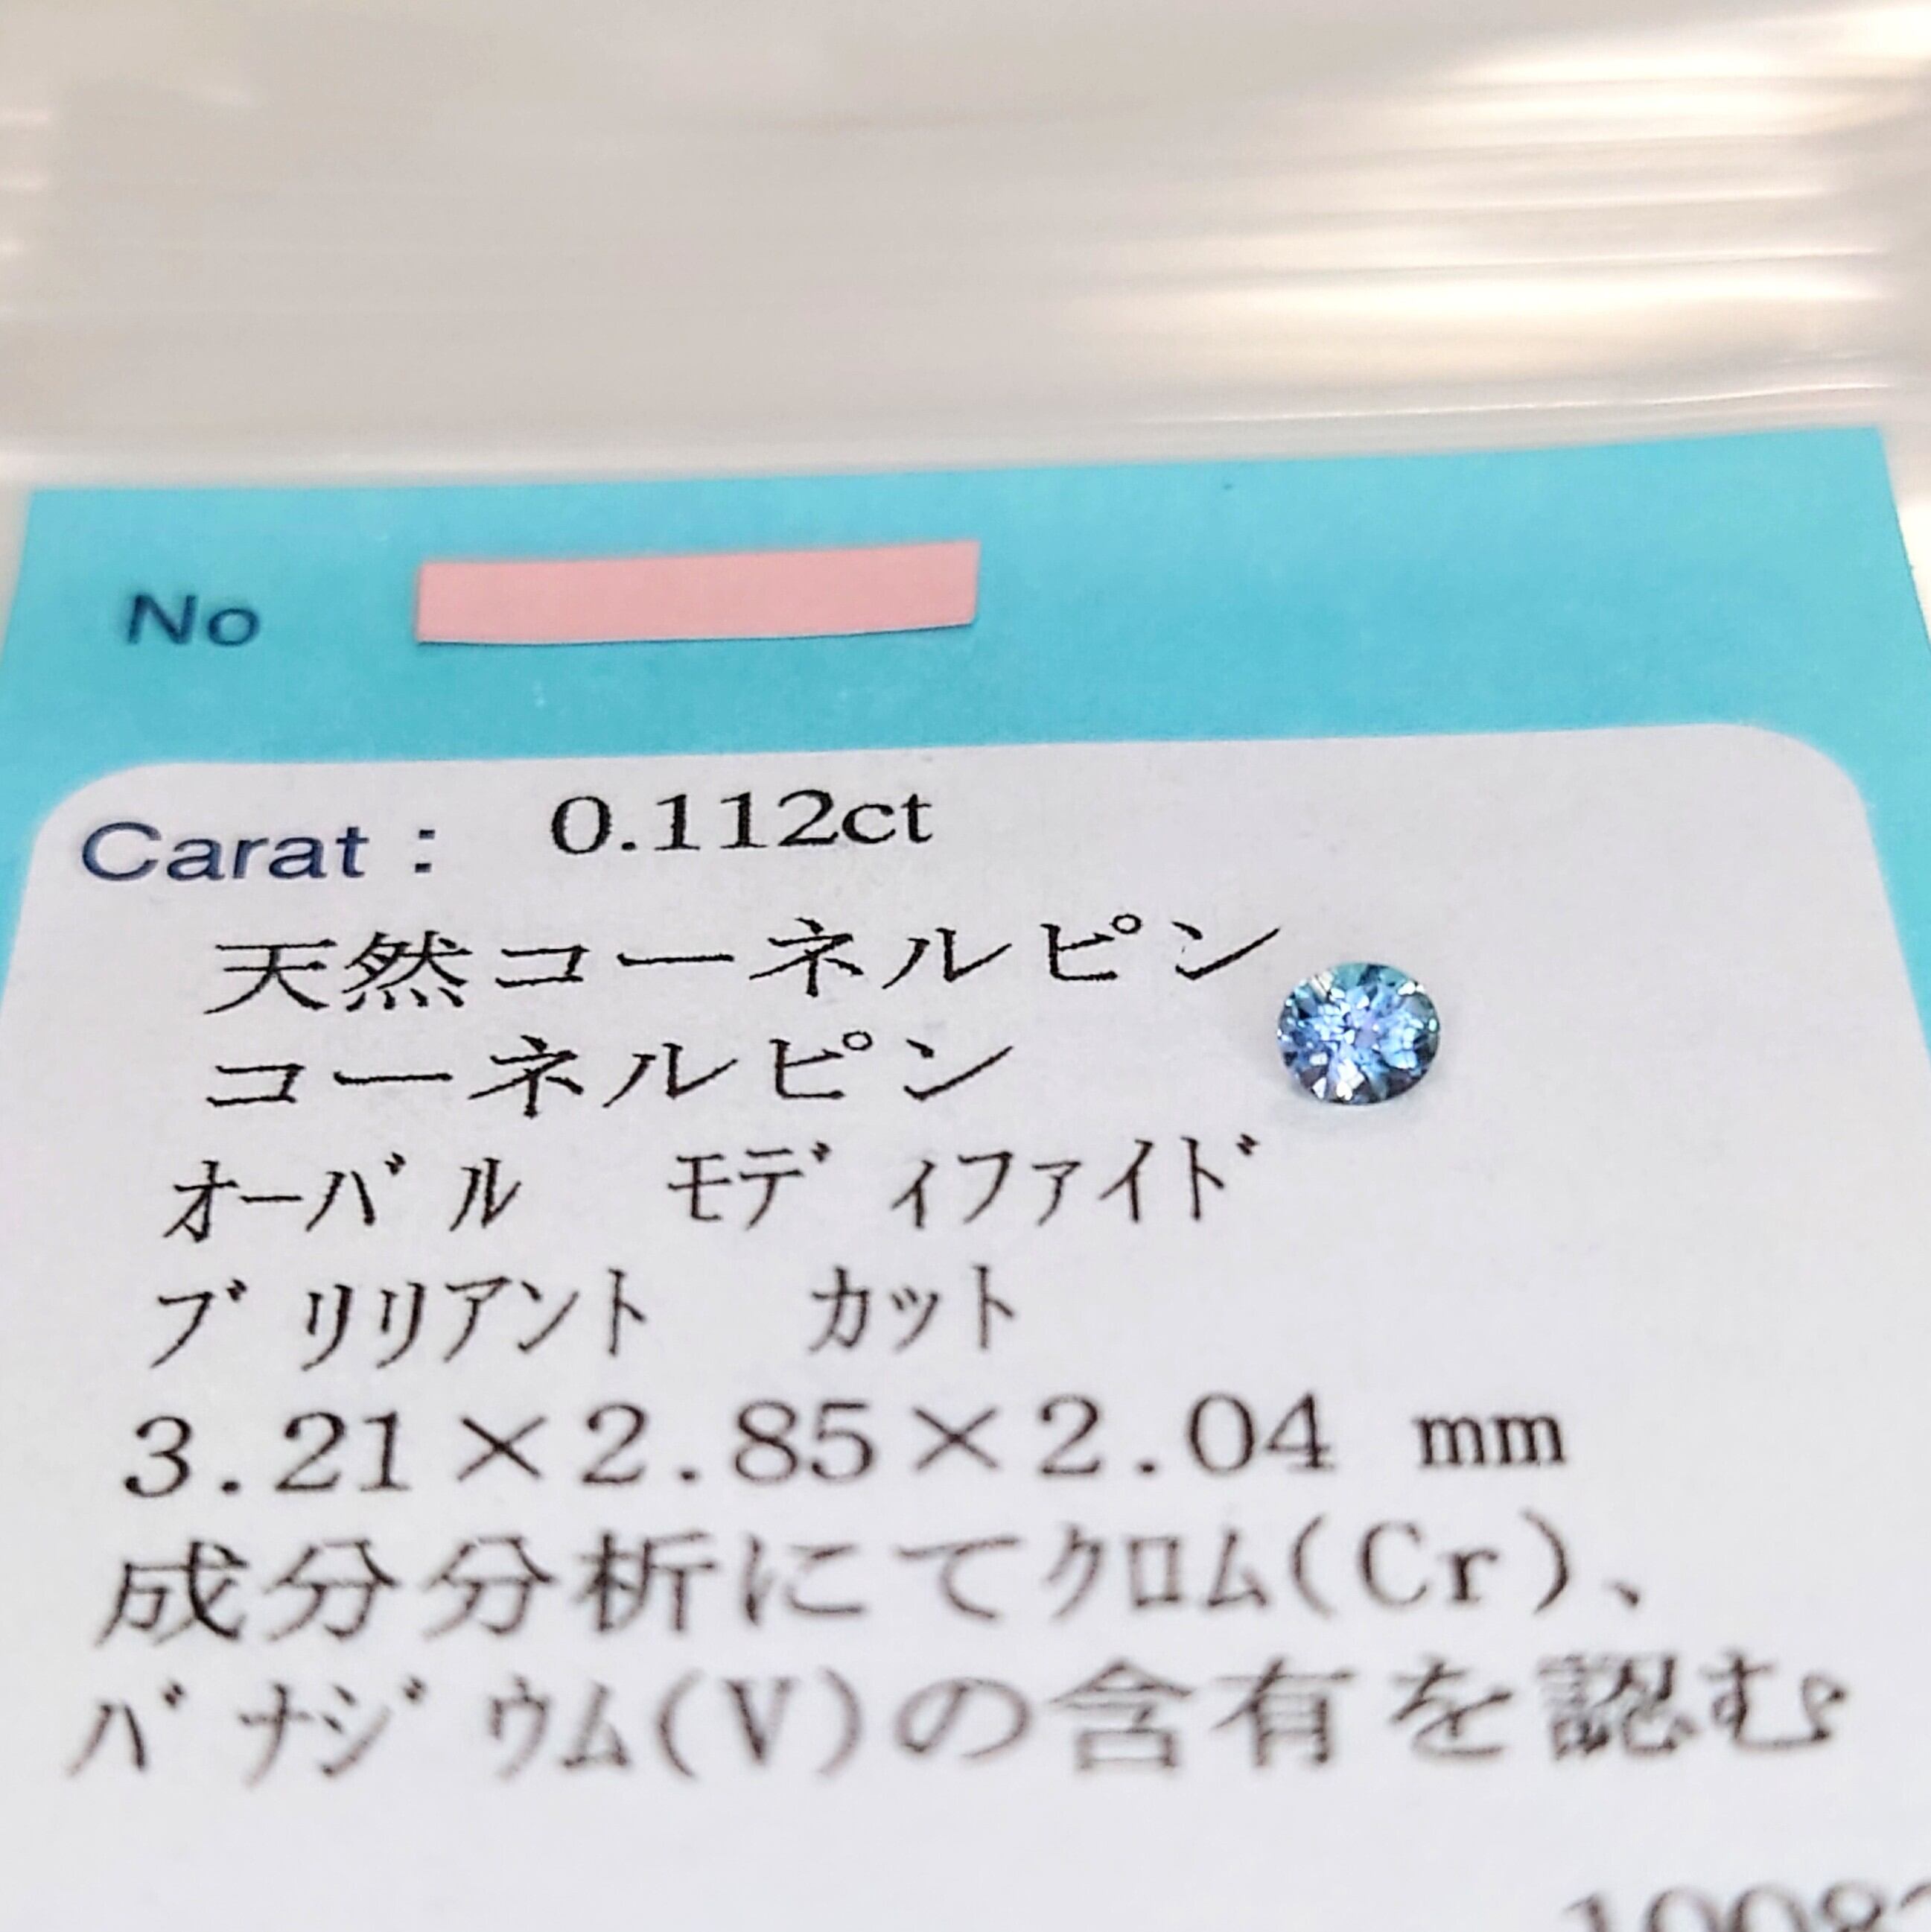 No
Carat : 0.112ct
天然コーネルピン
コーネルピン
ｵｰﾊﾞﾙ ﾓﾃﾞｨﾌｧｲﾄﾞ
ﾌﾞﾘﾘｱﾝﾄ ｶｯﾄ
3.21×2.85×2.04 mm
成分分析にてｸﾛﾑ(Cr)、
ﾊﾞﾅｼﾞｳﾑ(V)の含有を認む